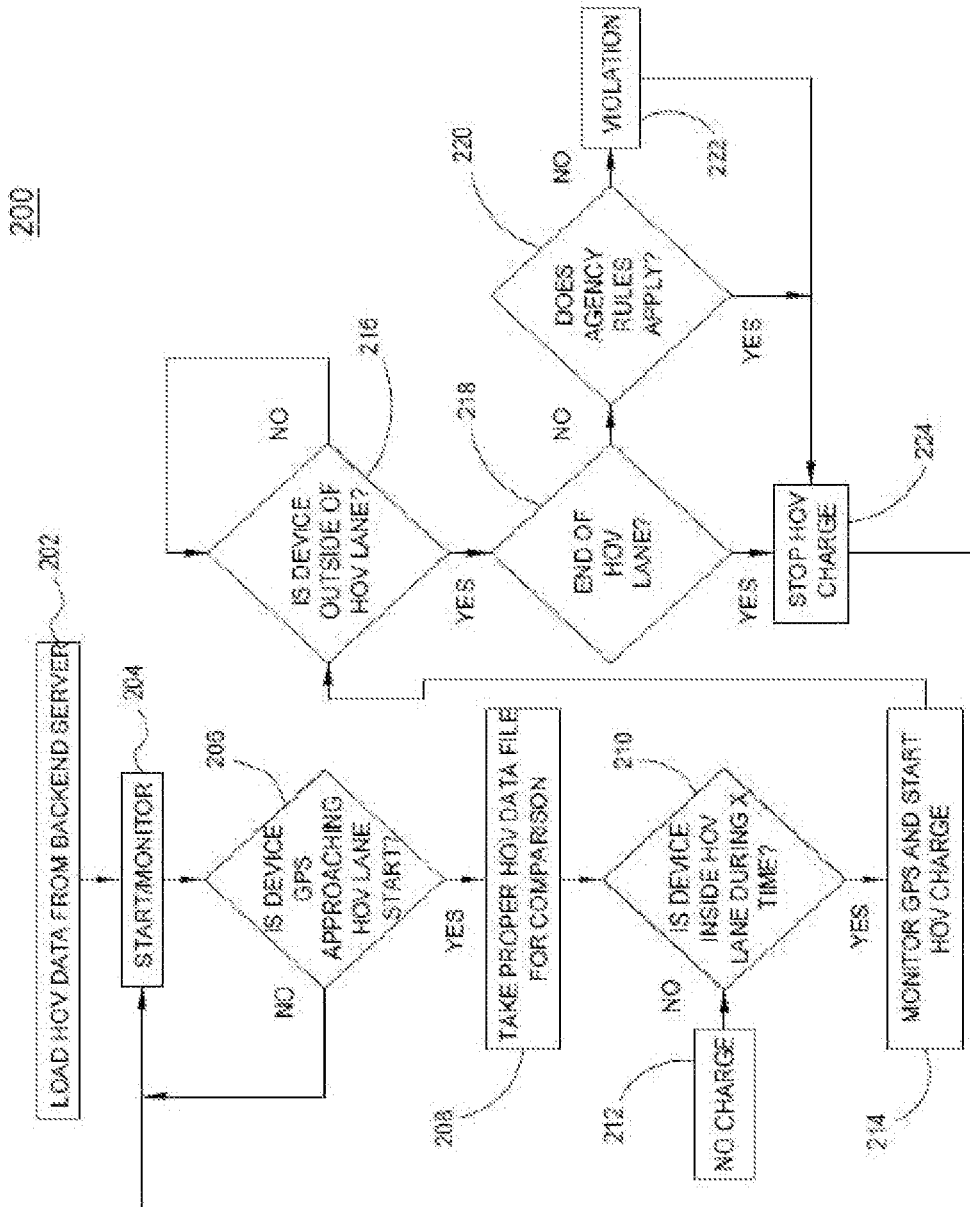 200
LOAD HOV DATA FROM BACKEND SERVER
202
START/MONITOR
204
IS DEVICE
GPS
APPROACHING
HOV LANE
START?
206
NO
YES
TAKE PROPER HOV DATA FILE
FOR COMPARISON
208
IS DEVICE
INSIDE HOV
LANE DURING X
TIME?
210
NO
NO CHARGE
212
YES
MONITOR GPS AND START
HOV CHARGE
214
IS DEVICE
OUTSIDE OF
HOV LANE?
216
NO
YES
END OF
HOV
LANE?
218
NO
YES
DOES
AGENCY
RULES
APPLY?
220
NO
YES
VIOLATION
222
STOP HOV
CHARGE
224